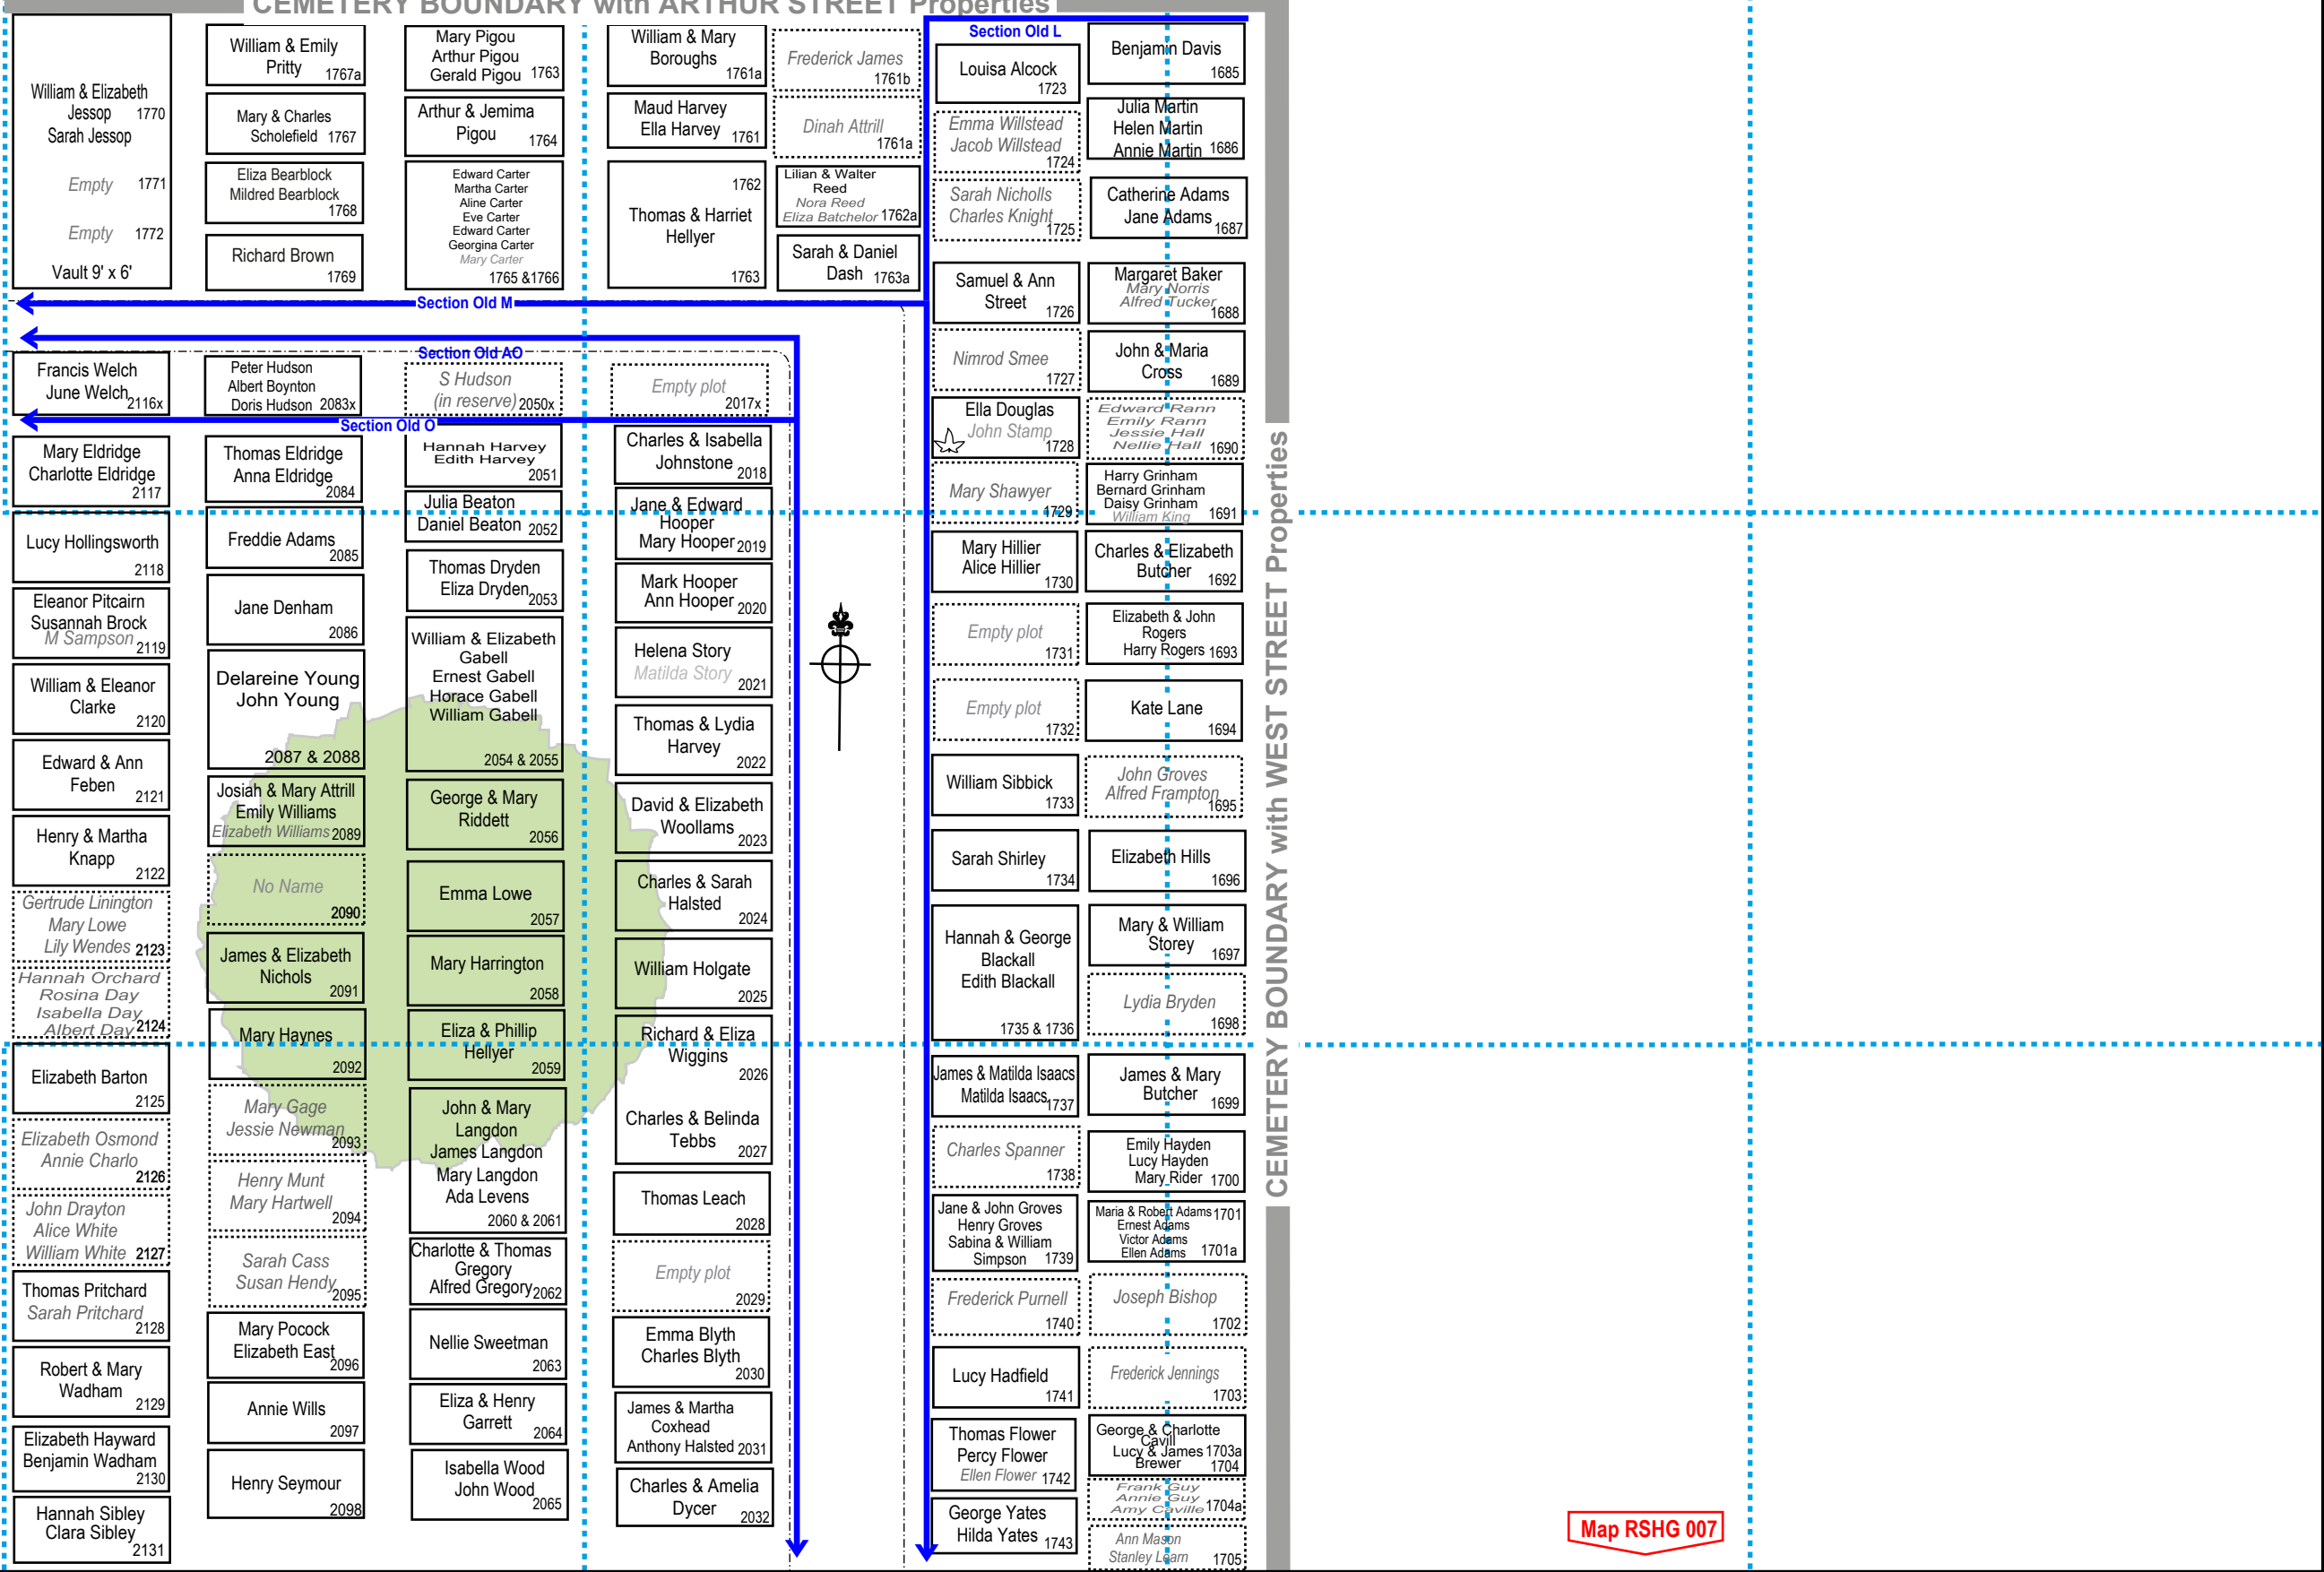 CEMETERY BOUNDARY with ARTHUR STREET Properties
William & Elizabeth
Jessop 1770
Sarah Jessop
Empty 1771
Empty 1772
Vault 9' x 6'
William & Emily
Pritty 1767a
Mary & Charles
Scholefield 1767
Eliza Bearblock
Mildred Bearblock
1768
Richard Brown
1769
Mary Pigou
Arthur Pigou
Gerald Pigou 1763
Arthur & Jemima
Pigou 1764
Edward Carter
Martha Carter
Aline Carter
Eve Carter
Edward Carter
Georgina Carter
Mary Carter
1765 &1766
William & Mary
Boroughs
1761a
Maud Harvey
Ella Harvey 1761
1762
Thomas & Harriet
Hellyer
1763
Frederick James
1761b
Dinah Attrill
1761a
Lilian & Walter
Reed
Nora Reed
Eliza Batchelor 1762a
Sarah & Daniel
Dash 1763a
Section Old M
Section Old AO
Francis Welch
June Welch 2116x
Peter Hudson
Albert Boynton
Doris Hudson 2083x
S Hudson
(in reserve) 2050x
Empty plot
2017x
Section Old O
Mary Eldridge
Charlotte Eldridge
2117
Lucy Hollingsworth
2118
Eleanor Pitcairn
Susannah Brock
M Sampson 2119
William & Eleanor
Clarke
2120
Edward & Ann
Feben
2121
Henry & Martha
Knapp
2122
Gertrude Linington
Mary Lowe
Lily Wendes 2123
Hannah Orchard
Rosina Day
Isabella Day
Albert Day 2124
Elizabeth Barton
2125
Elizabeth Osmond
Annie Charlo
2126
John Drayton
Alice White
William White 2127
Thomas Pritchard
Sarah Pritchard
2128
Robert & Mary
Wadham
2129
Elizabeth Hayward
Benjamin Wadham
2130
Hannah Sibley
Clara Sibley
2131
Thomas Eldridge
Anna Eldridge
2084
Freddie Adams
2085
Jane Denham
2086
Delareine Young
John Young
2087 & 2088
Josiah & Mary Attrill
Emily Williams
Elizabeth Williams 2089
No Name
2090
James & Elizabeth
Nichols
2091
Mary Haynes
2092
Mary Gage
Jessie Newman
2093
Henry Munt
Mary Hartwell
2094
Sarah Cass
Susan Hendy
2095
Mary Pocock
Elizabeth East
2096
Annie Wills
2097
Henry Seymour
2098
Hannah Harvey
Edith Harvey
2051
Julia Beaton
Daniel Beaton 2052
Thomas Dryden
Eliza Dryden 2053
William & Elizabeth
Gabell
Ernest Gabell
Horace Gabell
William Gabell
2054 & 2055
George & Mary
Riddett
2056
Emma Lowe
2057
Mary Harrington
2058
Eliza & Phillip
Hellyer
2059
John & Mary
Langdon
James Langdon
Mary Langdon
Ada Levens
2060 & 2061
Charlotte & Thomas
Gregory
Alfred Gregory 2062
Nellie Sweetman
2063
Eliza & Henry
Garrett
2064
Isabella Wood
John Wood
2065
Charles & Isabella
Johnstone 2018
Jane & Edward
Hooper
Mary Hooper 2019
Mark Hooper
Ann Hooper 2020
Helena Story
Matilda Story
2021
Thomas & Lydia
Harvey
2022
David & Elizabeth
Woollams
2023
Charles & Sarah
Halsted
2024
William Holgate
2025
Richard & Eliza
Wiggins
2026
Charles & Belinda
Tebbs
2027
Thomas Leach
2028
Empty plot
2029
Emma Blyth
Charles Blyth
2030
James & Martha
Coxhead
Anthony Halsted 2031
Charles & Amelia
Dycer
2032
Section Old L
Louisa Alcock
1723
Emma Willstead
Jacob Willstead
1724
Sarah Nicholls
Charles Knight
1725
Samuel & Ann
Street
1726
Nimrod Smee
1727
Ella Douglas
John Stamp
1728
Mary Shawyer
1729
Mary Hillier
Alice Hillier
1730
Empty plot
1731
Empty plot
1732
William Sibbick
1733
Sarah Shirley
1734
Hannah & George
Blackall
Edith Blackall
1735 & 1736
James & Matilda Isaacs
Matilda Isaacs 1737
Charles Spanner
1738
Jane & John Groves
Henry Groves
Sabina & William
Simpson 1739
Frederick Purnell
1740
Lucy Hadfield
1741
Thomas Flower
Percy Flower
Ellen Flower 1742
George Yates
Hilda Yates 1743
Benjamin Davis
1685
Julia Martin
Helen Martin
Annie Martin 1686
Catherine Adams
Jane Adams
1687
Margaret Baker
Mary Norris
Alfred Tucker
1688
John & Maria
Cross
1689
Edward Rann
Emily Rann
Jessie Hall
Nellie Hall 1690
Harry Grinham
Bernard Grinham
Daisy Grinham
William King 1691
Charles & Elizabeth
Butcher
1692
Elizabeth & John
Rogers
Harry Rogers 1693
Kate Lane
1694
John Groves
Alfred Frampton
1695
Elizabeth Hills
1696
Mary & William
Storey
1697
Lydia Bryden
1698
James & Mary
Butcher
1699
Emily Hayden
Lucy Hayden
Mary Rider 1700
Maria & Robert Adams 1701
Ernest Adams
Victor Adams
Ellen Adams 1701a
Joseph Bishop
1702
Frederick Jennings
1703
George & Charlotte
Cavill
Lucy & James 1703a
Brewer 1704
Frank Guy
Annie Guy
Amy Caville 1704a
Ann Mason
Stanley Learn 1705
CEMETERY BOUNDARY with WEST STREET Properties
Map RSHG 007